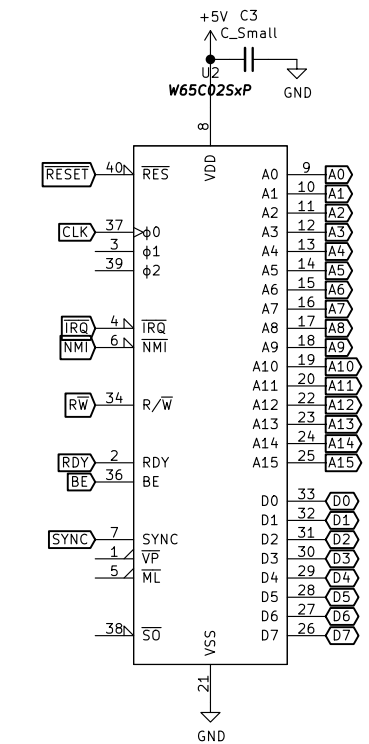 +5V C3
C_Small
U2
GND
W65C02SxP
8
VDD
RESET 40 RES A0 9 A0
A1 10 A1
A2 11 A2
CLK 37 ϕ0 A3 12 A3
3 ϕ1 A4 13 A4
39 ϕ2 A5 14 A5
A6 15 A6
A7 16 A7
IRQ 4 IRQ A8 17 A8
NMI 6 NMI A9 18 A9
A10 19 A10
A11 20 A11
RW 34 R/W A12 22 A12
A13 23 A13
A14 24 A14
RDY 2 RDY A15 25 A15
BE 36 BE
D0 33 D0
D1 32 D1
SYNC 7 SYNC D2 31 D2
1 VP D3 30 D3
5 ML D4 29 D4
D5 28 D5
D6 27 D6
38 SO D7 26 D7
VSS
21
GND